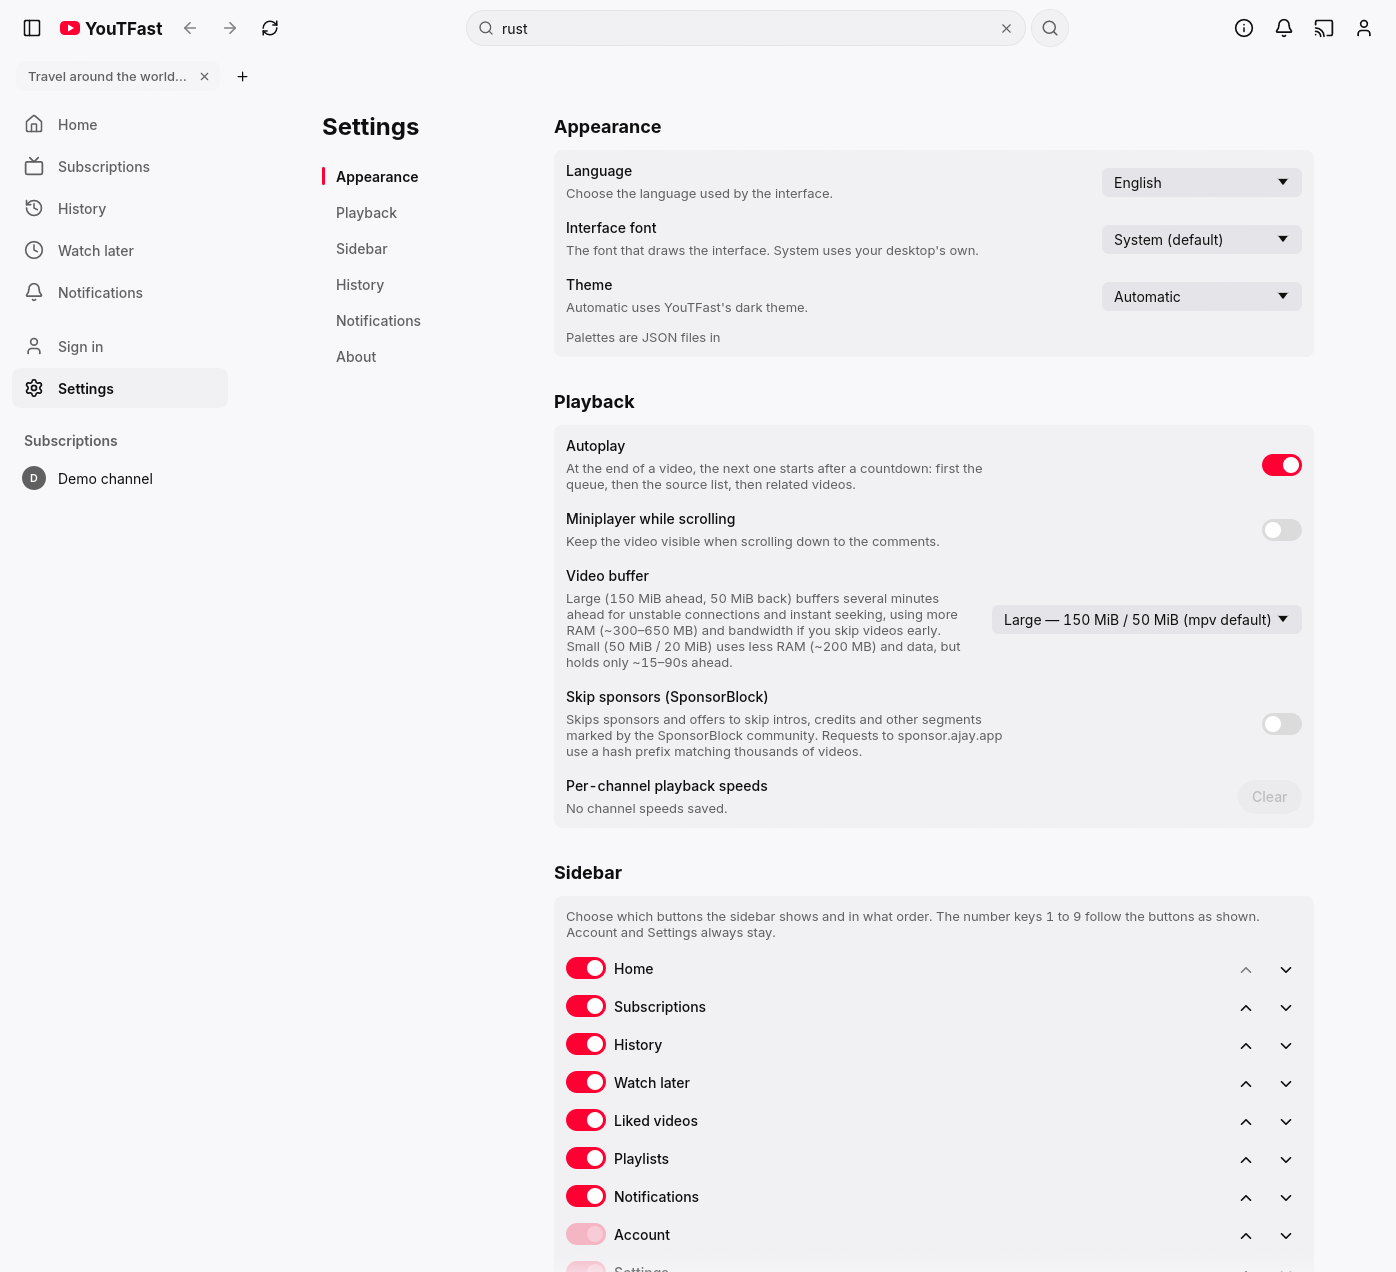 YouTFast
rust
Travel around the world...
Home
Subscriptions
History
Watch later
Notifications
Sign in
Settings
Subscriptions
D
Demo channel
Settings
Appearance
Playback
Sidebar
History
Notifications
About
Appearance
Language
Choose the language used by the interface.
English
Interface font
The font that draws the interface. System uses your desktop's own.
System (default)
Theme
Automatic uses YouTFast's dark theme.
Automatic
Palettes are JSON files in
Playback
Autoplay
At the end of a video, the next one starts after a countdown: first the
queue, then the source list, then related videos.
Miniplayer while scrolling
Keep the video visible when scrolling down to the comments.
Video buffer
Large (150 MiB ahead, 50 MiB back) buffers several minutes
ahead for unstable connections and instant seeking, using more
RAM (~300–650 MB) and bandwidth if you skip videos early.
Small (50 MiB / 20 MiB) uses less RAM (~200 MB) and data, but
holds only ~15–90s ahead.
Large — 150 MiB / 50 MiB (mpv default)
Skip sponsors (SponsorBlock)
Skips sponsors and offers to skip intros, credits and other segments
marked by the SponsorBlock community. Requests to sponsor.ajay.app
use a hash prefix matching thousands of videos.
Per-channel playback speeds
No channel speeds saved.
Clear
Sidebar
Choose which buttons the sidebar shows and in what order. The number keys 1 to 9 follow the buttons as shown.
Account and Settings always stay.
Home
Subscriptions
History
Watch later
Liked videos
Playlists
Notifications
Account
Settings